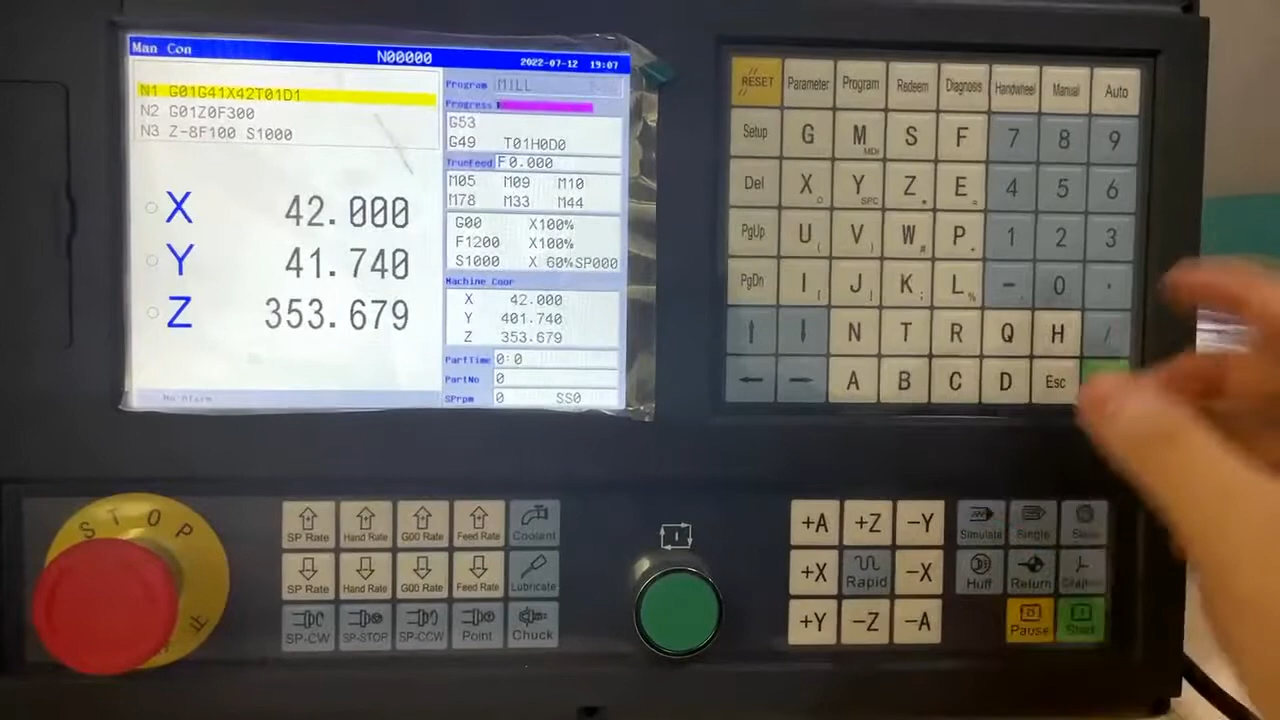 Man Con N00000 2022-07-12 19:07
N1 G01G41X42T01D1
N2 G01Z0F300
N3 Z-8F100 S1000
X 42.000
Y 41.740
Z 353.679
No Alarm
Program MILL
Progress
G53
G49 T01H0D0
TrueFeed F0.000
M05 M09 M10
M78 M33 M44
G00 X100%
F1200 X100%
S1000 X 60%SP000
Machine Coor
X 42.000
Y 401.740
Z 353.679
PartTime 0:0
PartNo 0
SPrpm 0 SS0
RESET Parameter Program Redeem Diagnosis Handwheel Manual Auto
Setup G M MDI S F 7 8 9
Del X Y SPC Z E = 4 5 6
PgUp U ( V ) W # P 1 2 3
PgDn I [ J ] K ; L % - 0 .
↑ ↓ N T R Q H /
← → A B C D Esc
STOP
SP Rate Hand Rate G00 Rate Feed Rate Coolant
SP Rate Hand Rate G00 Rate Feed Rate Lubricate
SP-CW SP-STOP SP-CCW Point Chuck
+A +Z -Y Simulate Single
+X Rapid -X Huff Return
+Y -Z -A Pause Start